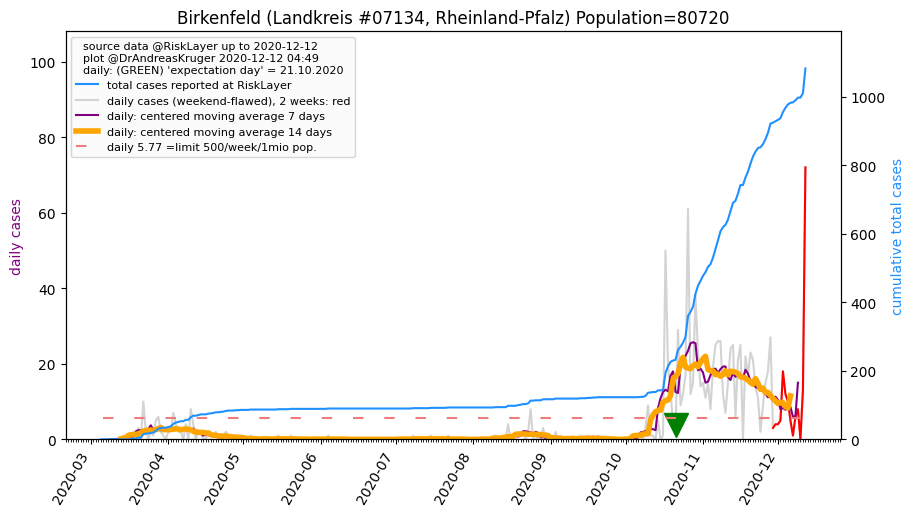 Birkenfeld (Landkreis #07134, Rheinland-Pfalz) Population=80720
source data @RiskLayer up to 2020-12-12
plot @DrAndreasKruger 2020-12-12 04:49
daily: (GREEN) 'expectation day' = 21.10.2020
total cases reported at RiskLayer
daily cases (weekend-flawed), 2 weeks: red
daily: centered moving average 7 days
daily: centered moving average 14 days
daily 5.77 =limit 500/week/1mio pop.
daily cases
100
80
60
40
20
0
cumulative total cases
1000
800
600
400
200
0
2020-03
2020-04
2020-05
2020-06
2020-07
2020-08
2020-09
2020-10
2020-11
2020-12